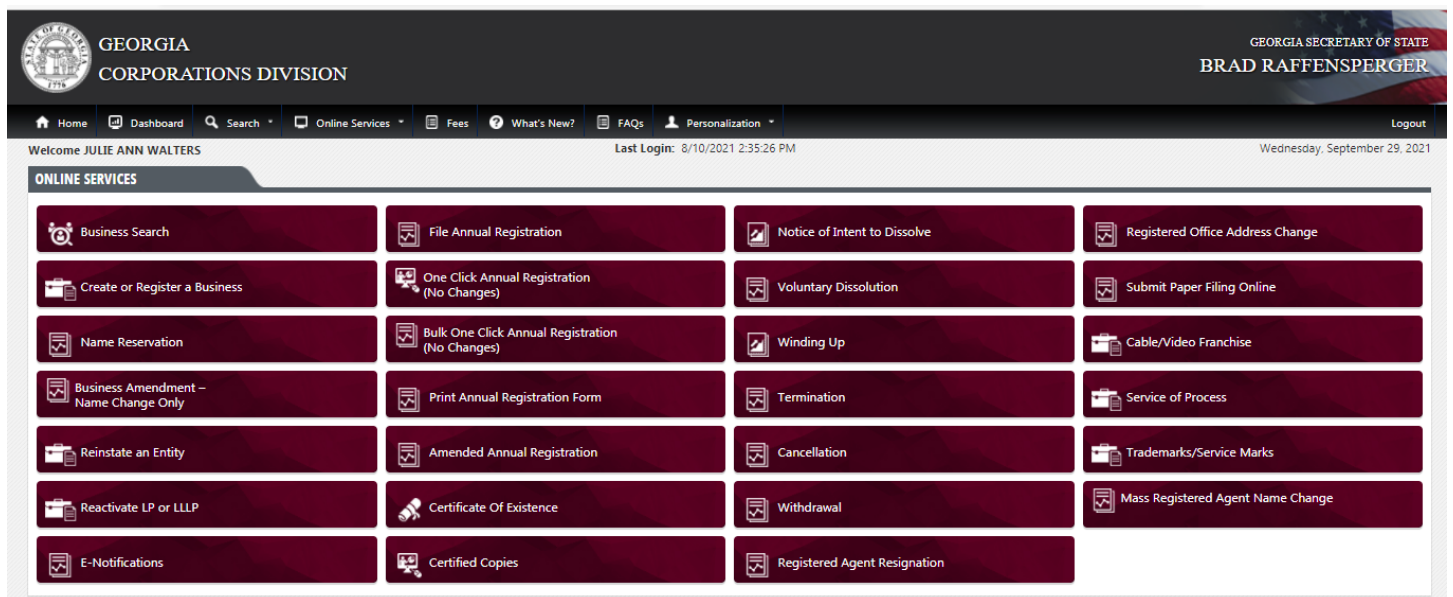 GEORGIA
CORPORATIONS DIVISION
GEORGIA SECRETARY OF STATE
BRAD RAFFENSPERGER
Home Dashboard Search Online Services Fees What's New? FAQs Personalization Logout
Welcome JULIE ANN WALTERS Last Login: 8/10/2021 2:35:26 PM Wednesday, September 29, 2021
ONLINE SERVICES
Business Search
File Annual Registration
Notice of Intent to Dissolve
Registered Office Address Change
Create or Register a Business
One Click Annual Registration
(No Changes)
Voluntary Dissolution
Submit Paper Filing Online
Name Reservation
Bulk One Click Annual Registration
(No Changes)
Winding Up
Cable/Video Franchise
Business Amendment –
Name Change Only
Print Annual Registration Form
Termination
Service of Process
Reinstate an Entity
Amended Annual Registration
Cancellation
Trademarks/Service Marks
Reactivate LP or LLLP
Certificate Of Existence
Withdrawal
Mass Registered Agent Name Change
E-Notifications
Certified Copies
Registered Agent Resignation